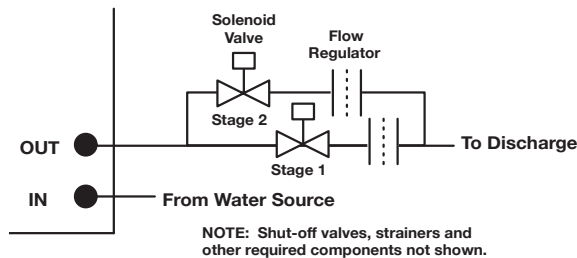 Solenoid
Valve
Flow
Regulator
Stage 2
OUT
To Discharge
Stage 1
IN
From Water Source
NOTE: Shut-off valves, strainers and
other required components not shown.